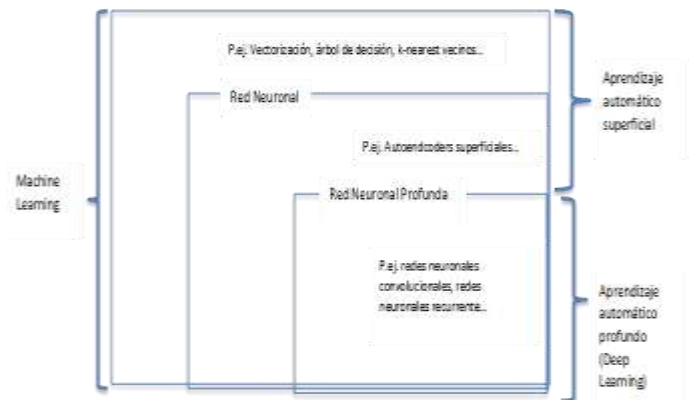 P.ej. Vectorización, árbol de decisión, k-nearest vecinos...
Red Neuronal
P.ej. Autoendcoders superficiales...
Red Neuronal Profunda
P.ej. redes neuronales
convolucionales, redes
neuronales recurrente...
Machine
Learning
Aprendizaje
automático
superficial
Aprendizaje
automático
profundo
(Deep
Learning)